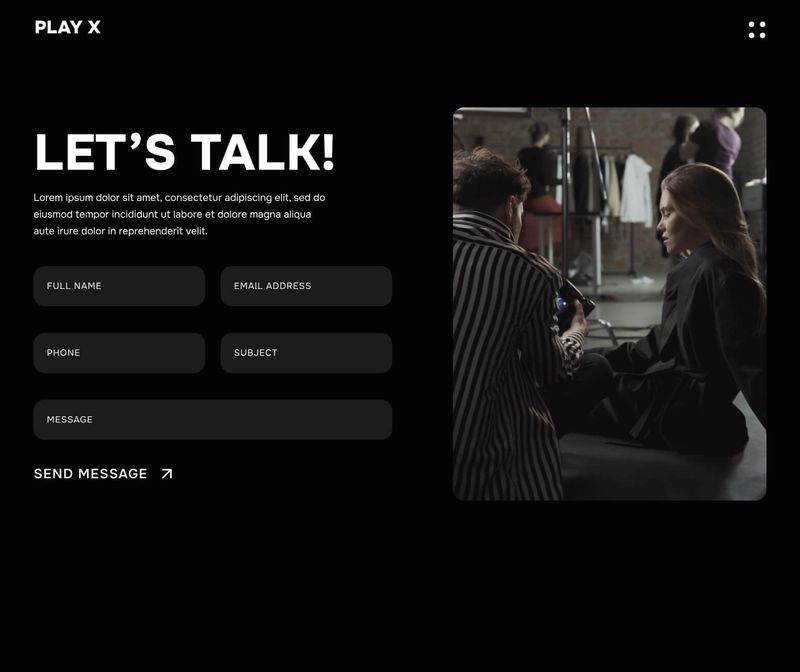 PLAY X
LET’S TALK!
Lorem ipsum dolor sit amet, consectetur adipiscing elit, sed do
eiusmod tempor incididunt ut labore et dolore magna aliqua
aute irure dolor in reprehenderit velit.
FULL NAME
EMAIL ADDRESS
PHONE
SUBJECT
MESSAGE
SEND MESSAGE